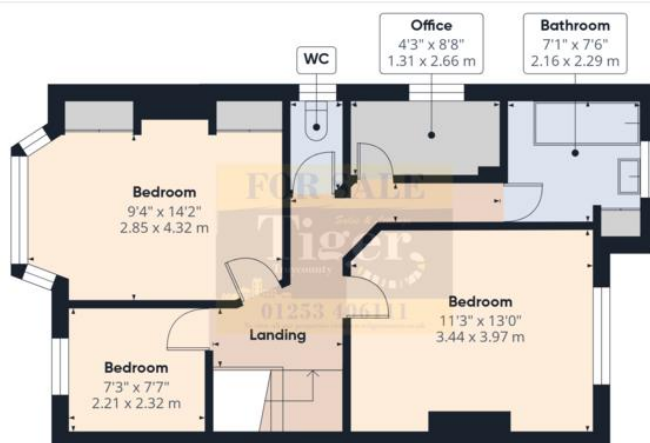 Office
4'3" x 8'8"
1.31 x 2.66 m
Bathroom
7'1" x 7'6"
2.16 x 2.29 m
WC
Bedroom
9'4" x 14'2"
2.85 x 4.32 m
FOR SALE
Tiger
01253 406111
Bedroom
11'3" x 13'0"
3.44 x 3.97 m
Landing
Bedroom
7'3" x 7'7"
2.21 x 2.32 m